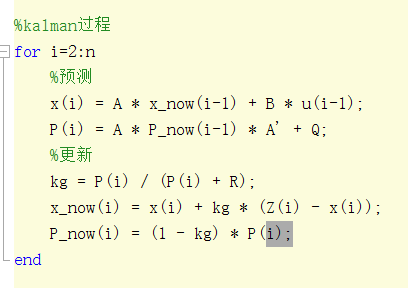 %kalman过程
for i=2:n
%预测
x(i) = A * x_now(i-1) + B * u(i-1);
P(i) = A * P_now(i-1) * A' + Q;
%更新
kg = P(i) / (P(i) + R);
x_now(i) = x(i) + kg * (Z(i) - x(i));
P_now(i) = (1 - kg) * P(i);
end